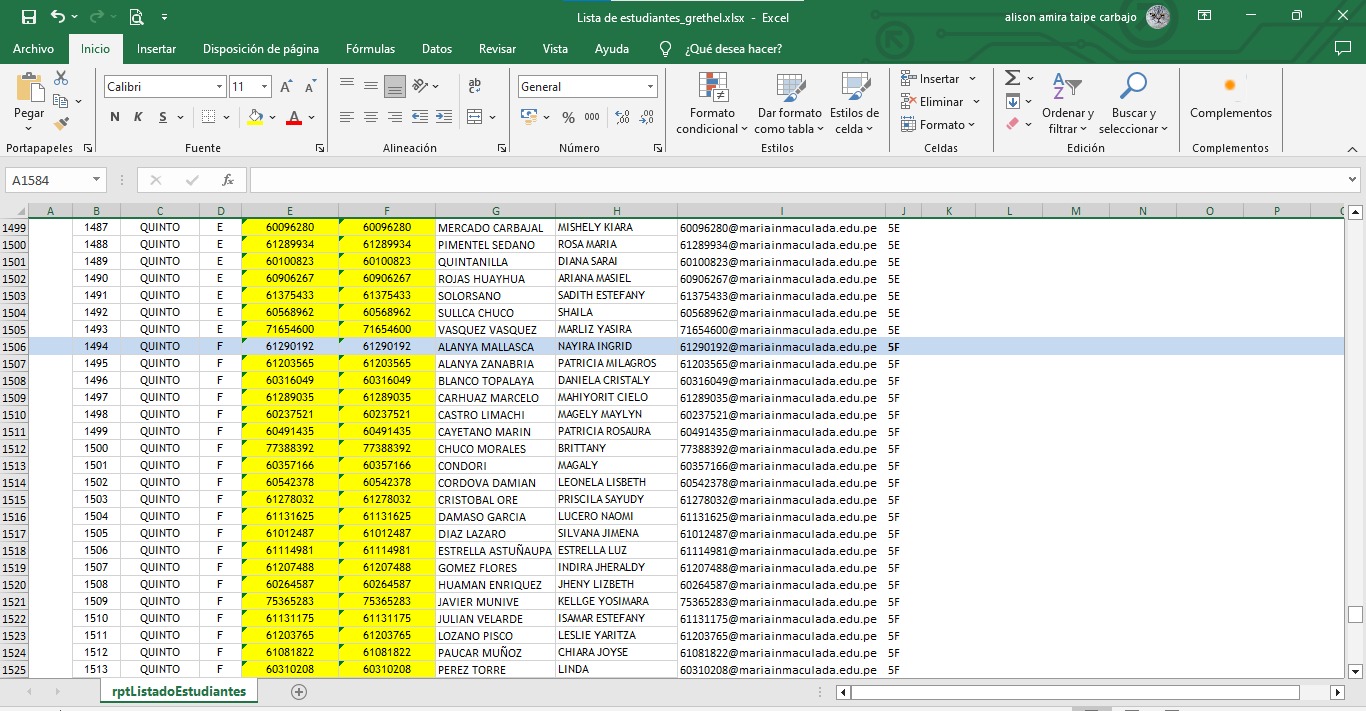 Lista de estudiantes_grethel.xlsx - Excel
alison amira taipe carbajo
Archivo Inicio Insertar Disposición de página Fórmulas Datos Revisar Vista Ayuda ¿Qué desea hacer?
Pegar
Calibri 11
N K S
ab
General
% 000
Formato condicional
Dar formato como tabla
Estilos de celda
Insertar
Eliminar
Formato
Ordenar y filtrar
Buscar y seleccionar
Complementos
Portapapeles Fuente Alineación Número Estilos Celdas Edición Complementos
A1584 fx
A B C D E F G H I J K L M N O P
1499 1487 QUINTO E 60096280 60096280 MERCADO CARBAJAL MISHELY KIARA 60096280@mariainmaculada.edu.pe 5E
1500 1488 QUINTO E 61289934 61289934 PIMENTEL SEDANO ROSA MARIA 61289934@mariainmaculada.edu.pe 5E
1501 1489 QUINTO E 60100823 60100823 QUINTANILLA DIANA SARAI 60100823@mariainmaculada.edu.pe 5E
1502 1490 QUINTO E 60906267 60906267 ROJAS HUAYHUA ARIANA MASIEL 60906267@mariainmaculada.edu.pe 5E
1503 1491 QUINTO E 61375433 61375433 SOLORSANO SADITH ESTEFANY 61375433@mariainmaculada.edu.pe 5E
1504 1492 QUINTO E 60568962 60568962 SULLCA CHUCO SHAILA 60568962@mariainmaculada.edu.pe 5E
1505 1493 QUINTO E 71654600 71654600 VASQUEZ VASQUEZ MARLIZ YASIRA 71654600@mariainmaculada.edu.pe 5E
1506 1494 QUINTO F 61290192 61290192 ALANYA MALLASCA NAYIRA INGRID 61290192@mariainmaculada.edu.pe 5F
1507 1495 QUINTO F 61203565 61203565 ALANYA ZANABRIA PATRICIA MILAGROS 61203565@mariainmaculada.edu.pe 5F
1508 1496 QUINTO F 60316049 60316049 BLANCO TOPALAYA DANIELA CRISTALY 60316049@mariainmaculada.edu.pe 5F
1509 1497 QUINTO F 61289035 61289035 CARHUAZ MARCELO MAHIYORIT CIELO 61289035@mariainmaculada.edu.pe 5F
1510 1498 QUINTO F 60237521 60237521 CASTRO LIMACHI MAGELY MAYLYN 60237521@mariainmaculada.edu.pe 5F
1511 1499 QUINTO F 60491435 60491435 CAYETANO MARIN PATRICIA ROSAURA 60491435@mariainmaculada.edu.pe 5F
1512 1500 QUINTO F 77388392 77388392 CHUCO MORALES BRITTANY 77388392@mariainmaculada.edu.pe 5F
1513 1501 QUINTO F 60357166 60357166 CONDORI MAGALY 60357166@mariainmaculada.edu.pe 5F
1514 1502 QUINTO F 60542378 60542378 CORDOVA DAMIAN LEONELA LISBETH 60542378@mariainmaculada.edu.pe 5F
1515 1503 QUINTO F 61278032 61278032 CRISTOBAL ORE PRISCILA SAYUDY 61278032@mariainmaculada.edu.pe 5F
1516 1504 QUINTO F 61131625 61131625 DAMASO GARCIA LUCERO NAOMI 61131625@mariainmaculada.edu.pe 5F
1517 1505 QUINTO F 61012487 61012487 DIAZ LAZARO SILVANA JIMENA 61012487@mariainmaculada.edu.pe 5F
1518 1506 QUINTO F 61114981 61114981 ESTRELLA ASTUÑAUPA ESTRELLA LUZ 61114981@mariainmaculada.edu.pe 5F
1519 1507 QUINTO F 61207488 61207488 GOMEZ FLORES INDIRA JHERALDY 61207488@mariainmaculada.edu.pe 5F
1520 1508 QUINTO F 60264587 60264587 HUAMAN ENRIQUEZ JHENY LIZBETH 60264587@mariainmaculada.edu.pe 5F
1521 1509 QUINTO F 75365283 75365283 JAVIER MUNIVE KELLGE YOSIMARA 75365283@mariainmaculada.edu.pe 5F
1522 1510 QUINTO F 61131175 61131175 JULIAN VELARDE ISAMAR ESTEFANY 61131175@mariainmaculada.edu.pe 5F
1523 1511 QUINTO F 61203765 61203765 LOZANO PISCO LESLIE YARITZA 61203765@mariainmaculada.edu.pe 5F
1524 1512 QUINTO F 61081822 61081822 PAUCAR MUÑOZ CHIARA JOYSE 61081822@mariainmaculada.edu.pe 5F
1525 1513 QUINTO F 60310208 60310208 PEREZ TORRE LINDA 60310208@mariainmaculada.edu.pe 5F
rptListadoEstudiantes